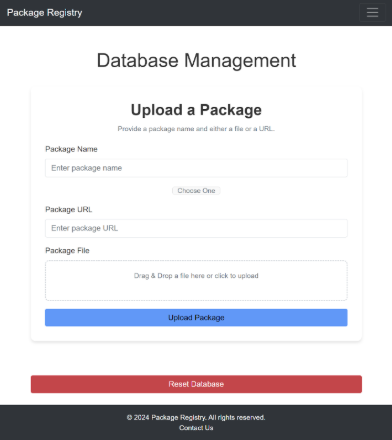 Package Registry
Database Management
Upload a Package
Provide a package name and either a file or a URL.
Package Name
Enter package name
Choose One
Package URL
Enter package URL
Package File
Drag & Drop a file here or click to upload
Upload Package
Reset Database
© 2024 Package Registry. All rights reserved.
Contact Us